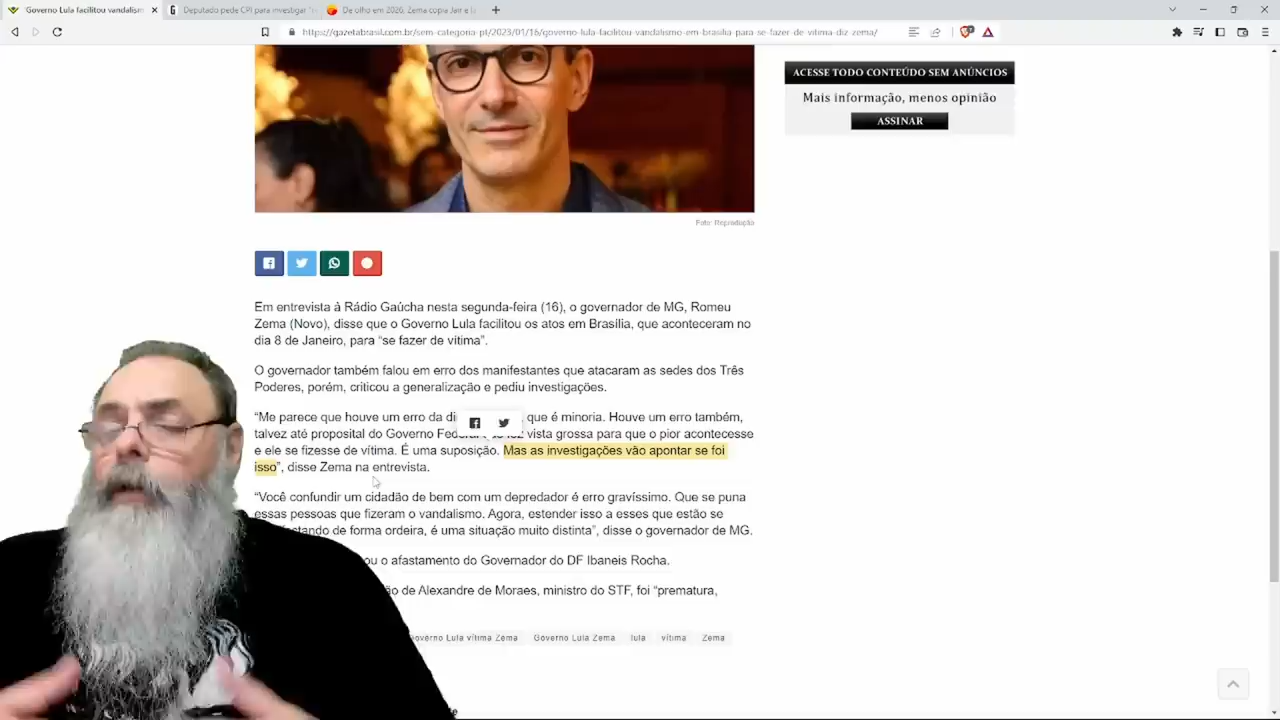 Governo Lula facilitou vandalism
Deputado pede CPI para investigar
De olho em 2026, Zema copia Jair e
https://gazetabrasil.com.br/sem-categoria-pt/2023/01/16/governo-lula-facilitou-vandalismo-em-brasilia-para-se-fazer-de-vitima-diz-zema/
ACESSE TODO CONTEÚDO SEM ANÚNCIOS
Mais informação, menos opinião
ASSINAR
Foto: Reprodução
Em entrevista à Rádio Gaúcha nesta segunda-feira (16), o governador de MG, Romeu
Zema (Novo), disse que o Governo Lula facilitou os atos em Brasília, que aconteceram no
dia 8 de Janeiro, para “se fazer de vítima”.
O governador também falou em erro dos manifestantes que atacaram as sedes dos Três
Poderes, porém, criticou a generalização e pediu investigações.
“Me parece que houve um erro da que é minoria. Houve um erro também,
talvez até proposital do Governo vista grossa para que o pior acontecesse
e ele se fizesse de vítima. É uma suposição. Mas as investigações vão apontar se foi
isso”, disse Zema na entrevista.
“Você confundir um cidadão de bem com um depredador é erro gravíssimo. Que se puna
essas pessoas que fizeram o vandalismo. Agora, estender isso a esses que estão se
de forma ordeira, é uma situação muito distinta”, disse o governador de MG.
o afastamento do Governador do DF Ibaneis Rocha.
de Alexandre de Moraes, ministro do STF, foi “prematura,
Governo Lula vítima Zema Governo Lula Zema lula vítima Zema